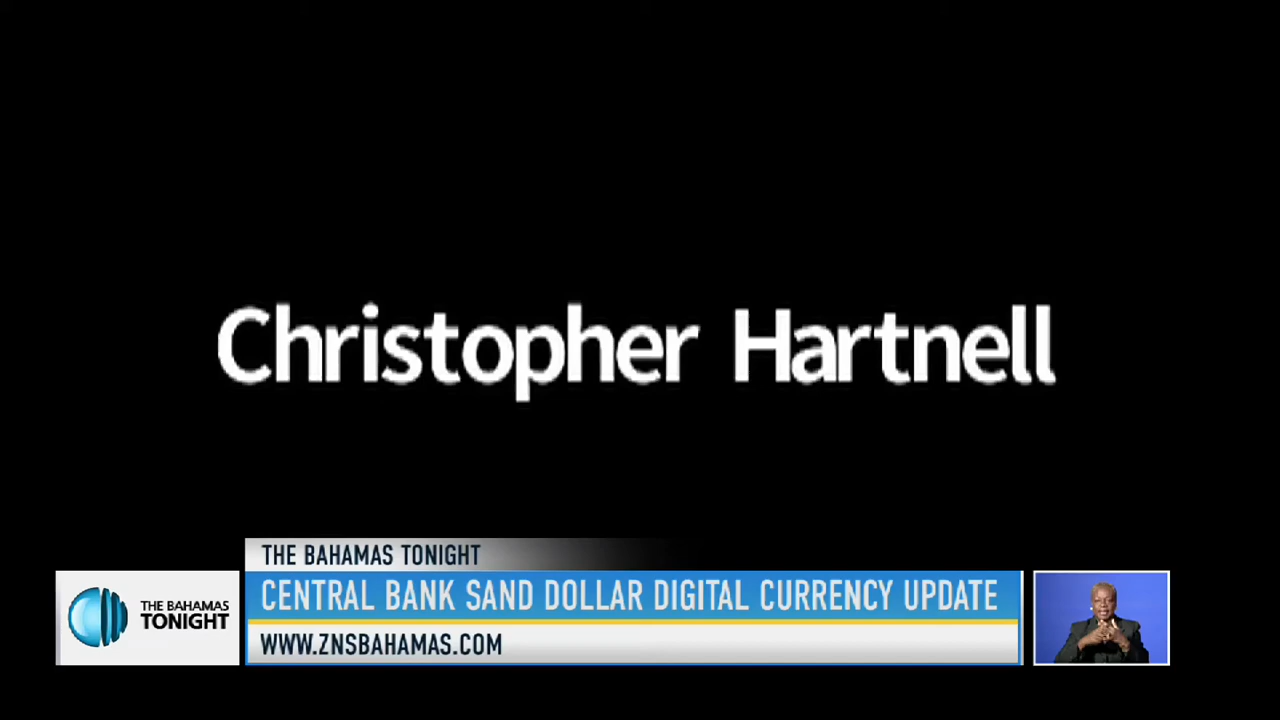 Christopher Hartnell
THE BAHAMAS TONIGHT
CENTRAL BANK SAND DOLLAR DIGITAL CURRENCY UPDATE
WWW.ZNSBAHAMAS.COM
THE BAHAMAS
TONIGHT